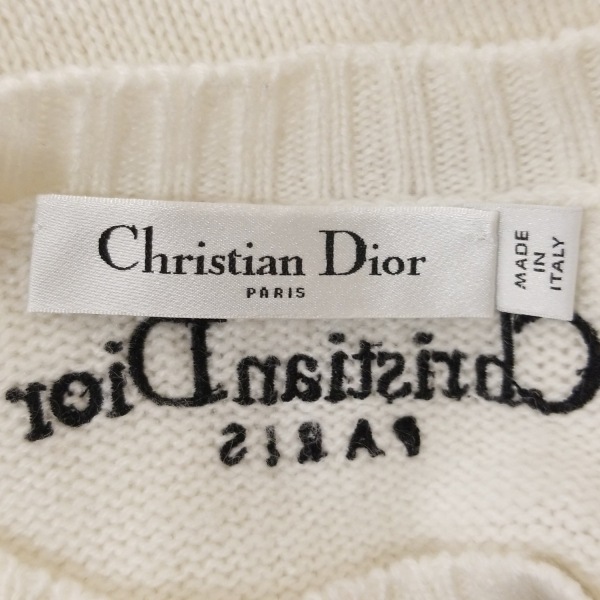 Christian Dior
PARIS
MADE
IN
ITALY
Christian Dior
PARIS